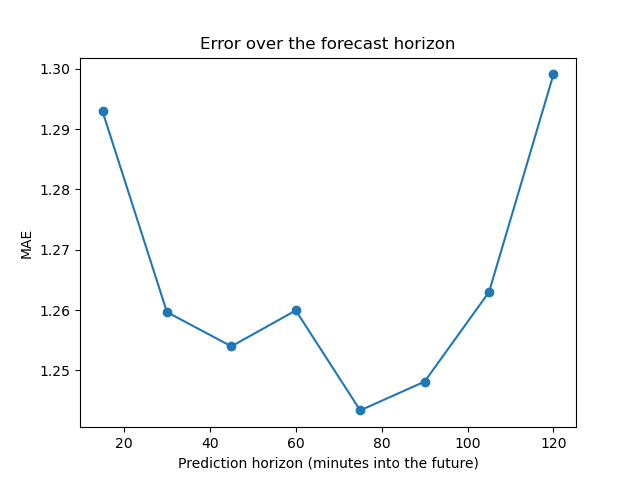 Error over the forecast horizon
1.30
1.29
1.28
1.27
1.26
1.25
MAE
20 40 60 80 100 120
Prediction horizon (minutes into the future)